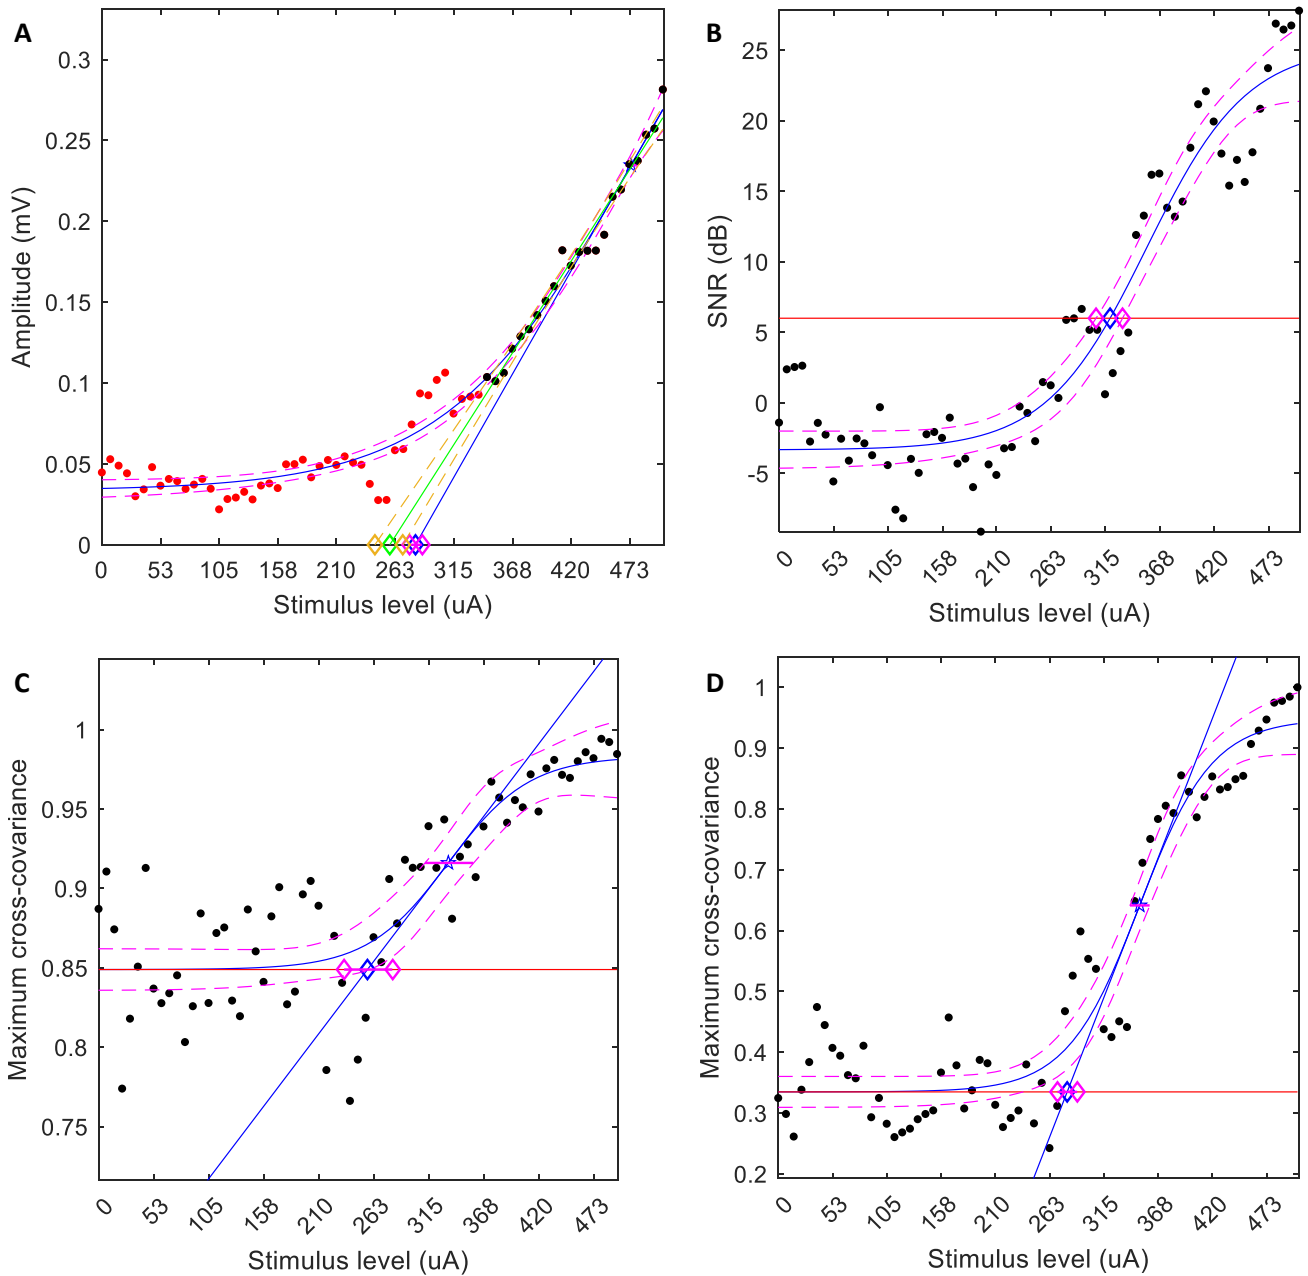 A
Amplitude (mV)
0.3
0.25
0.2
0.15
0.1
0.05
0
0 53 105 158 210 263 315 368 420 473
Stimulus level (uA)
B
SNR (dB)
25
20
15
10
5
0
-5
0 53 105 158 210 263 315 368 420 473
Stimulus level (uA)
C
Maximum cross-covariance
1
0.95
0.9
0.85
0.8
0.75
0 53 105 158 210 263 315 368 420 473
Stimulus level (uA)
D
Maximum cross-covariance
1
0.9
0.8
0.7
0.6
0.5
0.4
0.3
0.2
0 53 105 158 210 263 315 368 420 473
Stimulus level (uA)